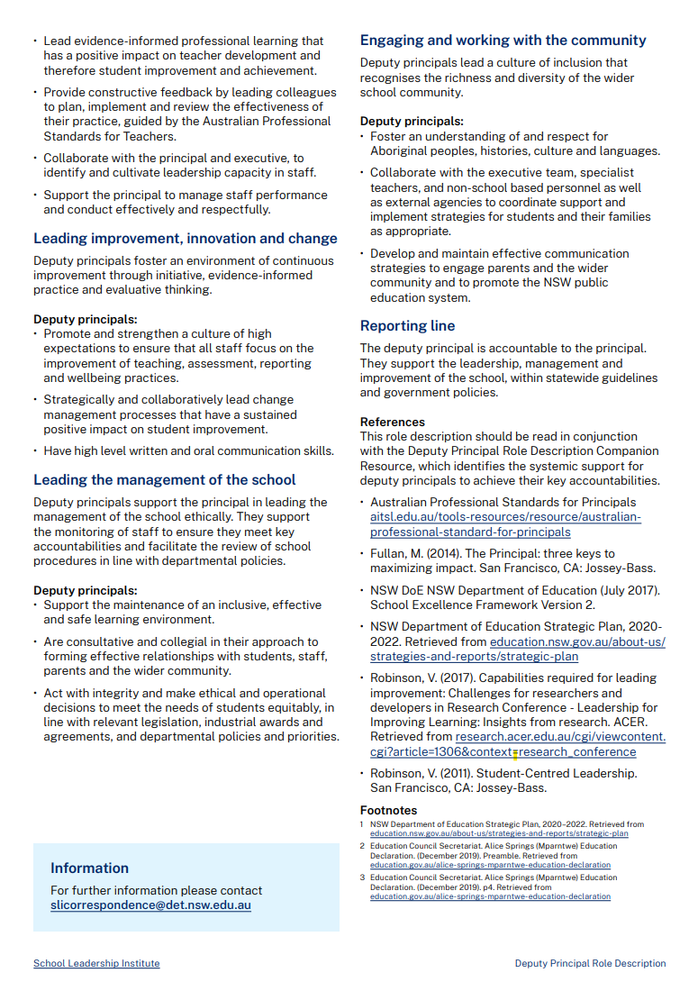 • Lead evidence-informed professional learning that
has a positive impact on teacher development and
therefore student improvement and achievement.
• Provide constructive feedback by leading colleagues
to plan, implement and review the effectiveness of
their practice, guided by the Australian Professional
Standards for Teachers.
• Collaborate with the principal and executive, to
identify and cultivate leadership capacity in staff.
• Support the principal to manage staff performance
and conduct effectively and respectfully.
Leading improvement, innovation and change
Deputy principals foster an environment of continuous
improvement through initiative, evidence-informed
practice and evaluative thinking.
Deputy principals:
• Promote and strengthen a culture of high
expectations to ensure that all staff focus on the
improvement of teaching, assessment, reporting
and wellbeing practices.
• Strategically and collaboratively lead change
management processes that have a sustained
positive impact on student improvement.
• Have high level written and oral communication skills.
Leading the management of the school
Deputy principals support the principal in leading the
management of the school ethically. They support
the monitoring of staff to ensure they meet key
accountabilities and facilitate the review of school
procedures in line with departmental policies.
Deputy principals:
• Support the maintenance of an inclusive, effective
and safe learning environment.
• Are consultative and collegial in their approach to
forming effective relationships with students, staff,
parents and the wider community.
• Act with integrity and make ethical and operational
decisions to meet the needs of students equitably, in
line with relevant legislation, industrial awards and
agreements, and departmental policies and priorities.
Information
For further information please contact
slicorrespondence@det.nsw.edu.au
Engaging and working with the community
Deputy principals lead a culture of inclusion that
recognises the richness and diversity of the wider
school community.
Deputy principals:
• Foster an understanding of and respect for
Aboriginal peoples, histories, culture and languages.
• Collaborate with the executive team, specialist
teachers, and non-school based personnel as well
as external agencies to coordinate support and
implement strategies for students and their families
as appropriate.
• Develop and maintain effective communication
strategies to engage parents and the wider
community and to promote the NSW public
education system.
Reporting line
The deputy principal is accountable to the principal.
They support the leadership, management and
improvement of the school, within statewide guidelines
and government policies.
References
This role description should be read in conjunction
with the Deputy Principal Role Description Companion
Resource, which identifies the systemic support for
deputy principals to achieve their key accountabilities.
• Australian Professional Standards for Principals
aitsl.edu.au/tools-resources/resource/australian-
professional-standard-for-principals
• Fullan, M. (2014). The Principal: three keys to
maximizing impact. San Francisco, CA: Jossey-Bass.
• NSW DoE NSW Department of Education (July 2017).
School Excellence Framework Version 2.
• NSW Department of Education Strategic Plan, 2020-
2022. Retrieved from education.nsw.gov.au/about-us/
strategies-and-reports/strategic-plan
• Robinson, V. (2017). Capabilities required for leading
improvement: Challenges for researchers and
developers in Research Conference - Leadership for
Improving Learning: Insights from research. ACER.
Retrieved from research.acer.edu.au/cgi/viewcontent.
cgi?article=1306&context=research_conference
• Robinson, V. (2011). Student-Centred Leadership.
San Francisco, CA: Jossey-Bass.
Footnotes
1 NSW Department of Education Strategic Plan, 2020–2022. Retrieved from
education.nsw.gov.au/about-us/strategies-and-reports/strategic-plan
2 Education Council Secretariat. Alice Springs (Mparntwe) Education
Declaration. (December 2019). Preamble. Retrieved from
education.gov.au/alice-springs-mparntwe-education-declaration
3 Education Council Secretariat. Alice Springs (Mparntwe) Education
Declaration. (December 2019). p4. Retrieved from
education.gov.au/alice-springs-mparntwe-education-declaration
School Leadership Institute
Deputy Principal Role Description